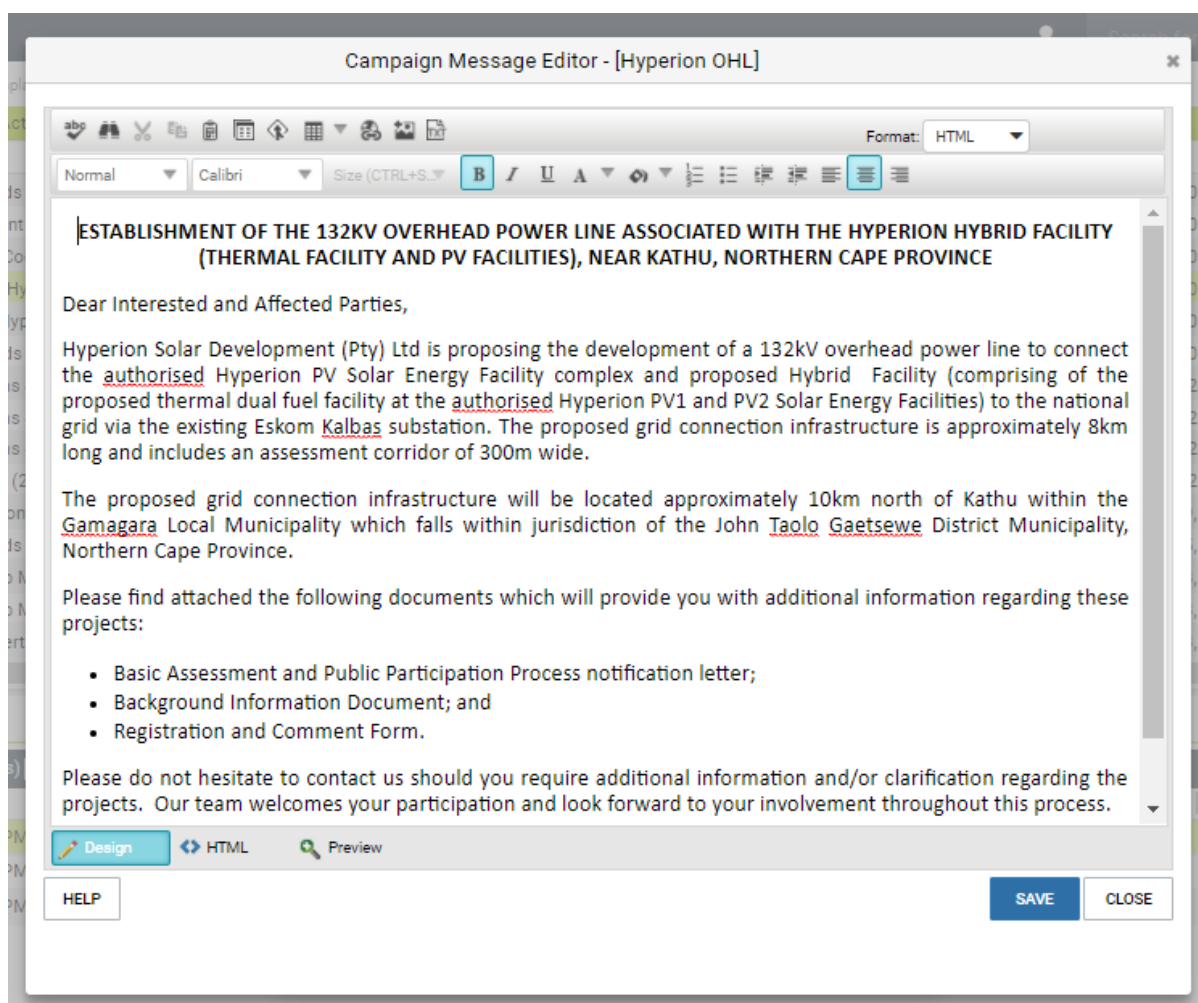 Campaign Message Editor - [Hyperion OHL]
abc
Format: HTML
Normal Calibri Size (CTRL+S... B I U A
ESTABLISHMENT OF THE 132KV OVERHEAD POWER LINE ASSOCIATED WITH THE HYPERION HYBRID FACILITY
(THERMAL FACILITY AND PV FACILITIES), NEAR KATHU, NORTHERN CAPE PROVINCE
Dear Interested and Affected Parties,
Hyperion Solar Development (Pty) Ltd is proposing the development of a 132kV overhead power line to connect
the authorised Hyperion PV Solar Energy Facility complex and proposed Hybrid  Facility (comprising of the
proposed thermal dual fuel facility at the authorised Hyperion PV1 and PV2 Solar Energy Facilities) to the national
grid via the existing Eskom Kalbas substation. The proposed grid connection infrastructure is approximately 8km
long and includes an assessment corridor of 300m wide.
The proposed grid connection infrastructure will be located approximately 10km north of Kathu within the
Gamagara Local Municipality which falls within jurisdiction of the John Taolo Gaetsewe District Municipality,
Northern Cape Province.
Please find attached the following documents which will provide you with additional information regarding these
projects:
• Basic Assessment and Public Participation Process notification letter;
• Background Information Document; and
• Registration and Comment Form.
Please do not hesitate to contact us should you require additional information and/or clarification regarding the
projects.  Our team welcomes your participation and look forward to your involvement throughout this process.
Design HTML Preview
HELP SAVE CLOSE